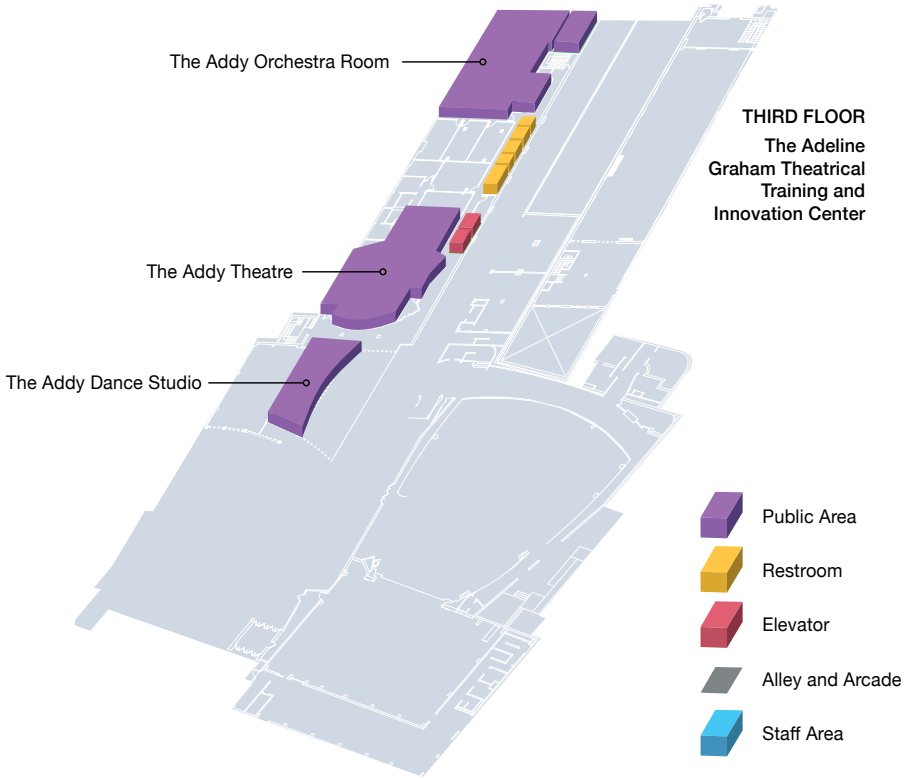 The Addy Orchestra Room
THIRD FLOOR
The Adeline
Graham Theatrical
Training and
Innovation Center
The Addy Theatre
The Addy Dance Studio
Public Area
Restroom
Elevator
Alley and Arcade
Staff Area